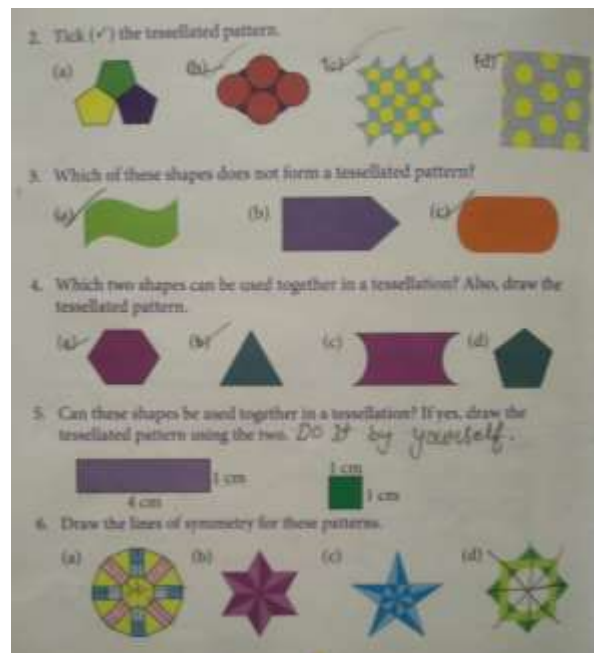 2. Tick (✓) the tessellated pattern.
(a) (b) (c) (d)
3. Which of these shapes does not form a tessellated pattern?
(a) (b) (c)
4. Which two shapes can be used together in a tessellation? Also, draw the
tessellated pattern.
(a) (b) (c) (d)
5. Can these shapes be used together in a tessellation? If yes, draw the
tessellated pattern using the two. Do It by yourself.
1 cm
1 cm 1 cm
4 cm
6. Draw the lines of symmetry for these patterns.
(a) (b) (c) (d)